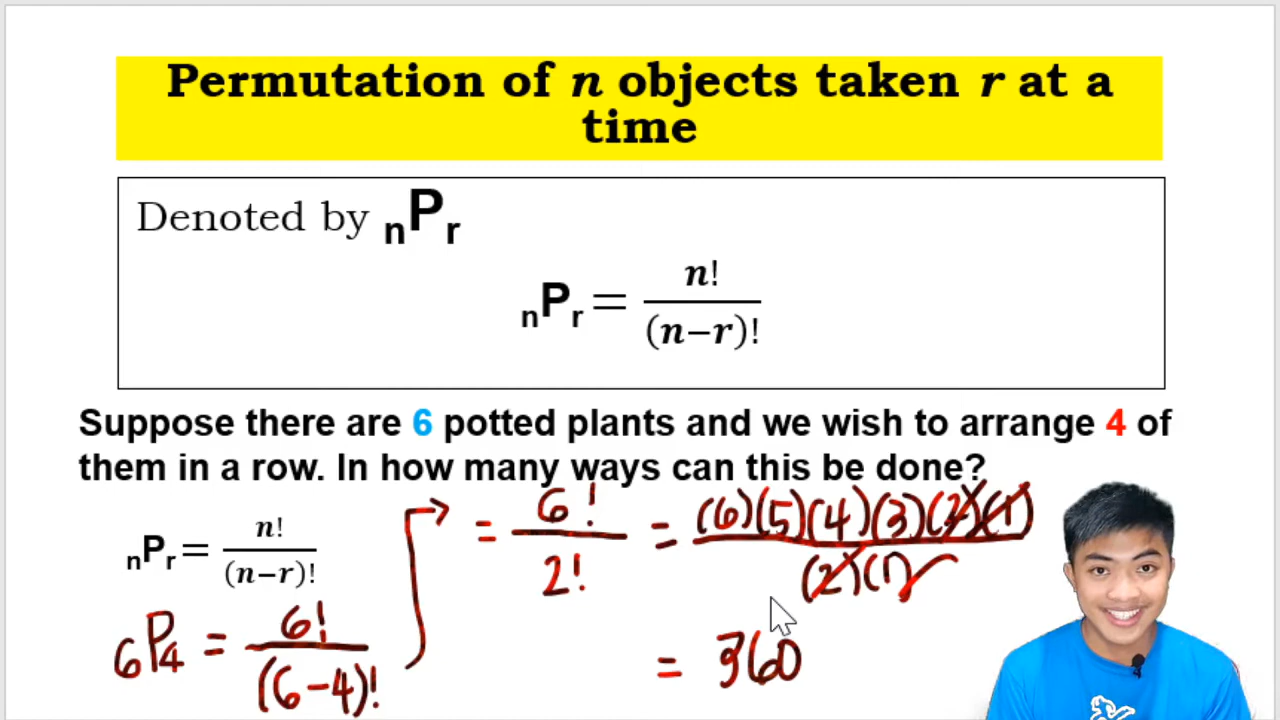 Permutation of n objects taken r at a
time
Denoted by nPr
nPr = n! / (n−r)!
Suppose there are 6 potted plants and we wish to arrange 4 of
them in a row. In how many ways can this be done?
nPr = n! / (n−r)!
6P4 = 6! / (6-4)!
= 6! / 2! = (6)(5)(4)(3)(2)(1) / (2)(1)
= 360